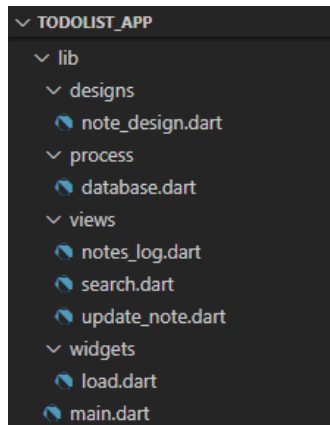 TODOLIST_APP
lib
designs
note_design.dart
process
database.dart
views
notes_log.dart
search.dart
update_note.dart
widgets
load.dart
main.dart